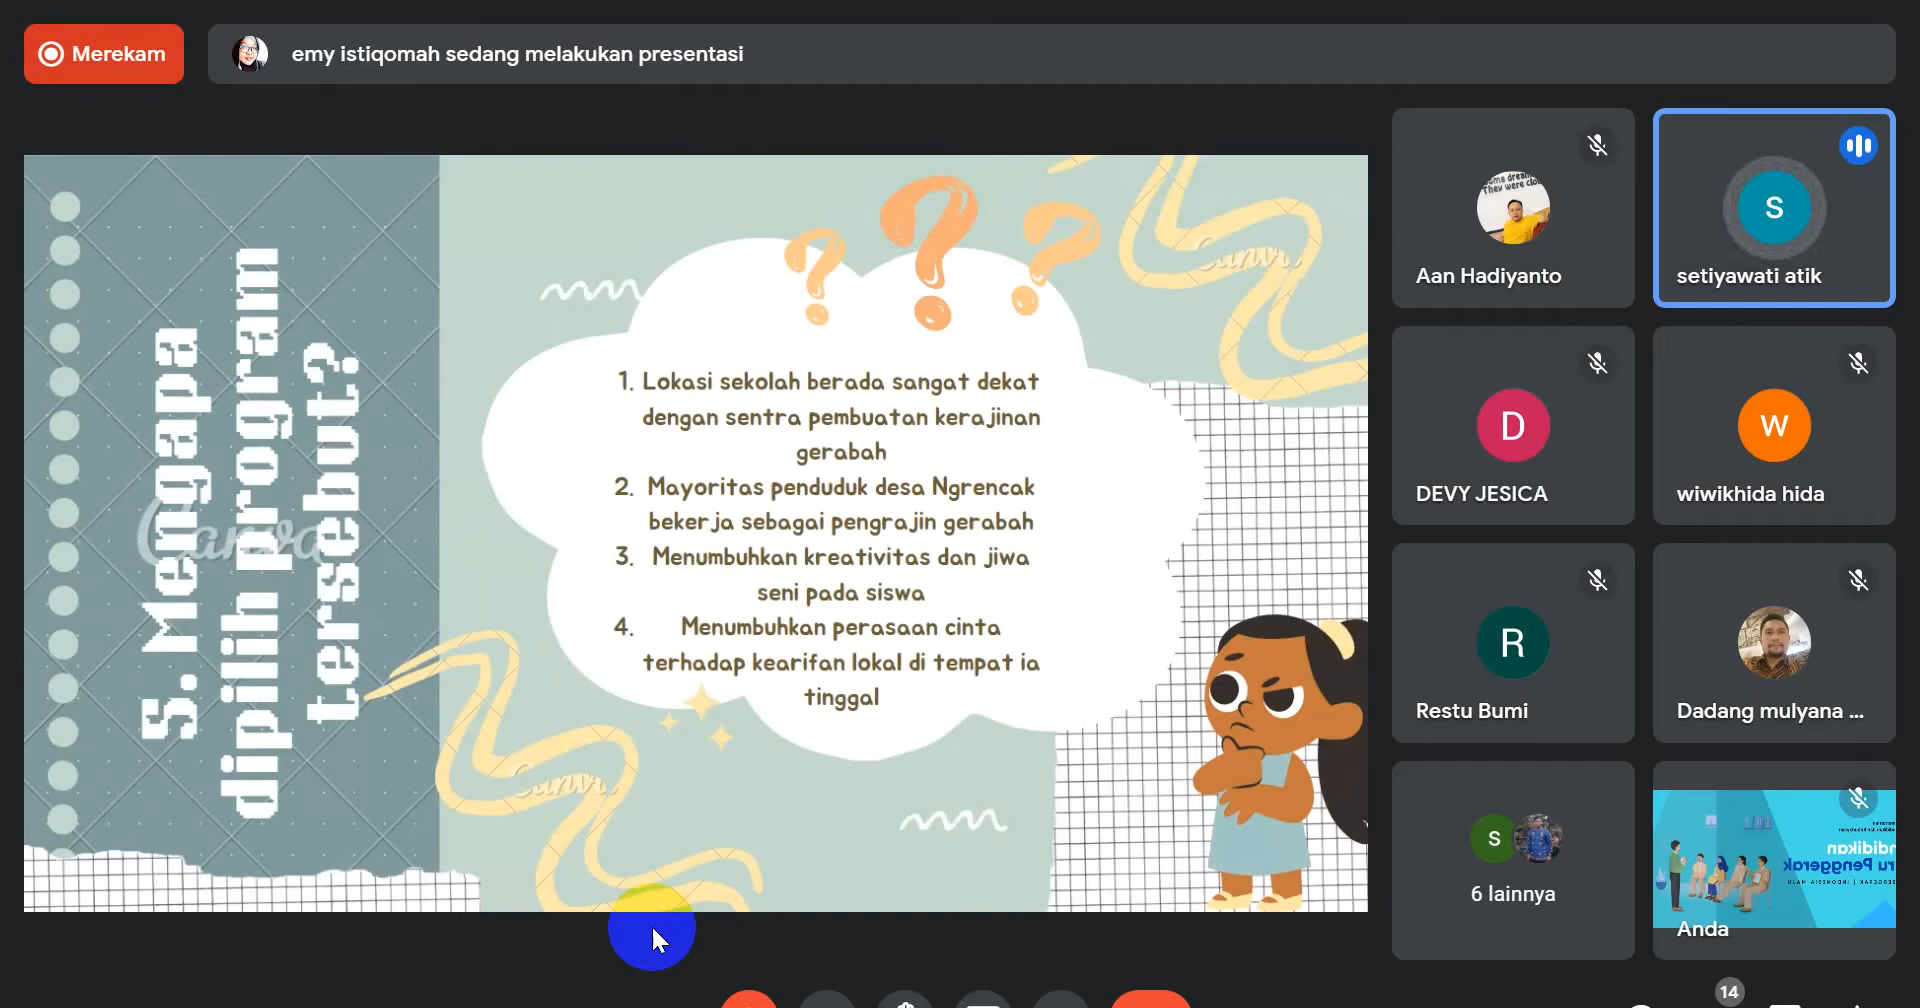 Merekam
emy istiqomah sedang melakukan presentasi
5. Mengapa
dipilih program
tersebut?
Canva
Canva
Canva
1. Lokasi sekolah berada sangat dekat
dengan sentra pembuatan kerajinan
gerabah
2. Mayoritas penduduk desa Ngrencak
bekerja sebagai pengrajin gerabah
3. Menumbuhkan kreativitas dan jiwa
seni pada siswa
4. Menumbuhkan perasaan cinta
terhadap kearifan lokal di tempat ia
tinggal
Aan Hadiyanto
S
setiyawati atik
D
DEVY JESICA
W
wiwikhida hida
R
Restu Bumi
Dadang mulyana ...
S
6 lainnya
Anda
14